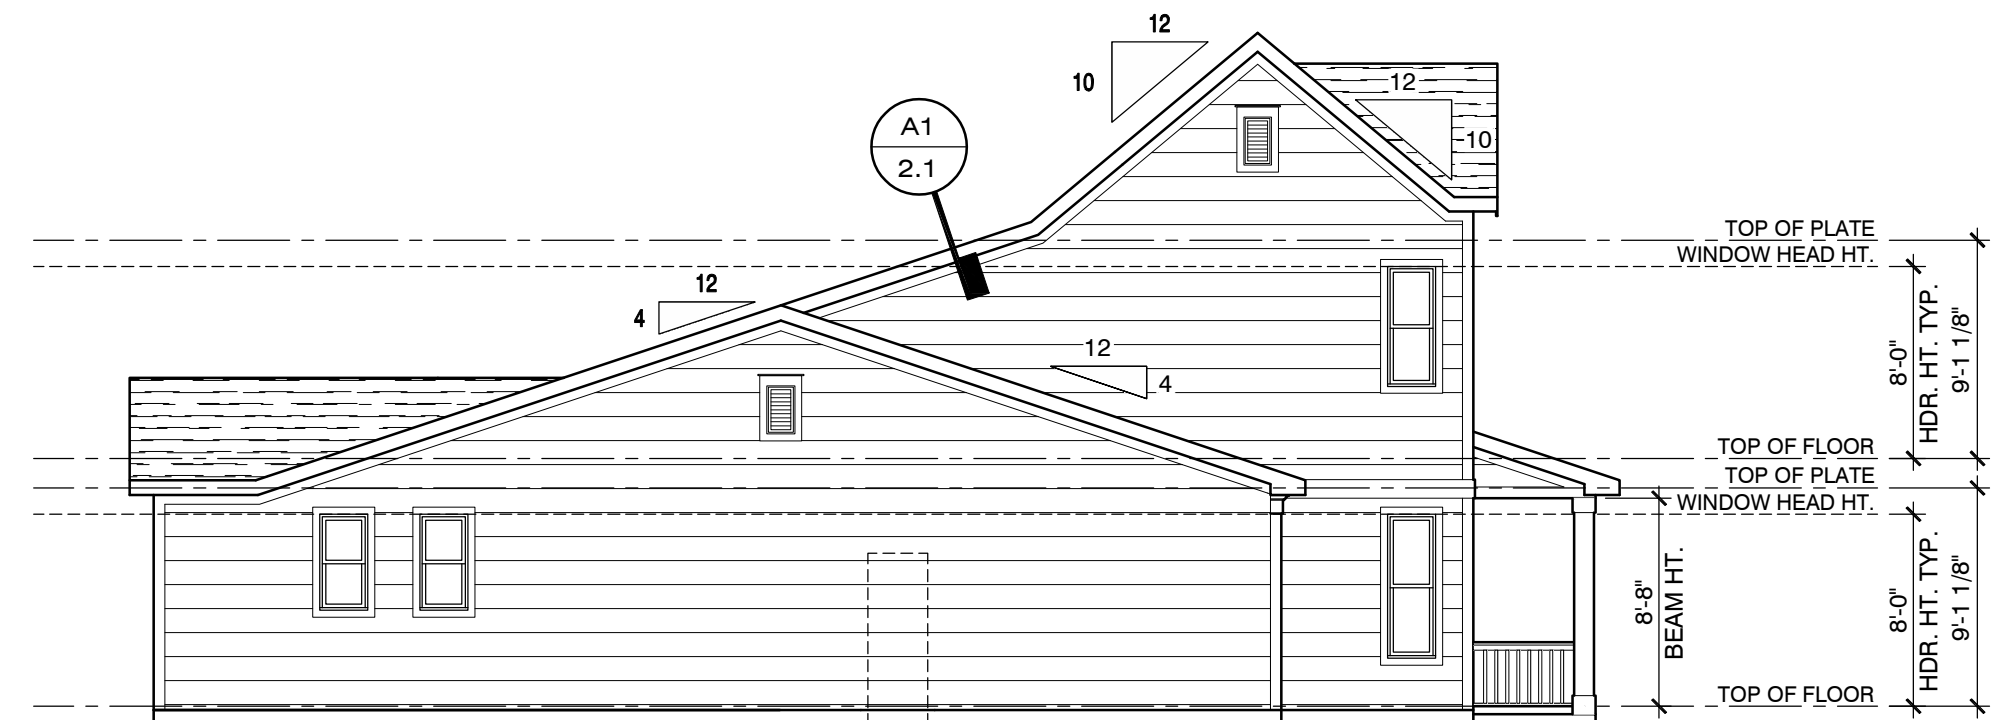 12
10
12
10
A1
2.1
TOP OF PLATE
WINDOW HEAD HT.
12
4
12
4
8'-0"
HDR. HT. TYP.
9'-1 1/8"
TOP OF FLOOR
TOP OF PLATE
WINDOW HEAD HT.
8'-8"
BEAM HT.
8'-0"
HDR. HT. TYP.
9'-1 1/8"
TOP OF FLOOR